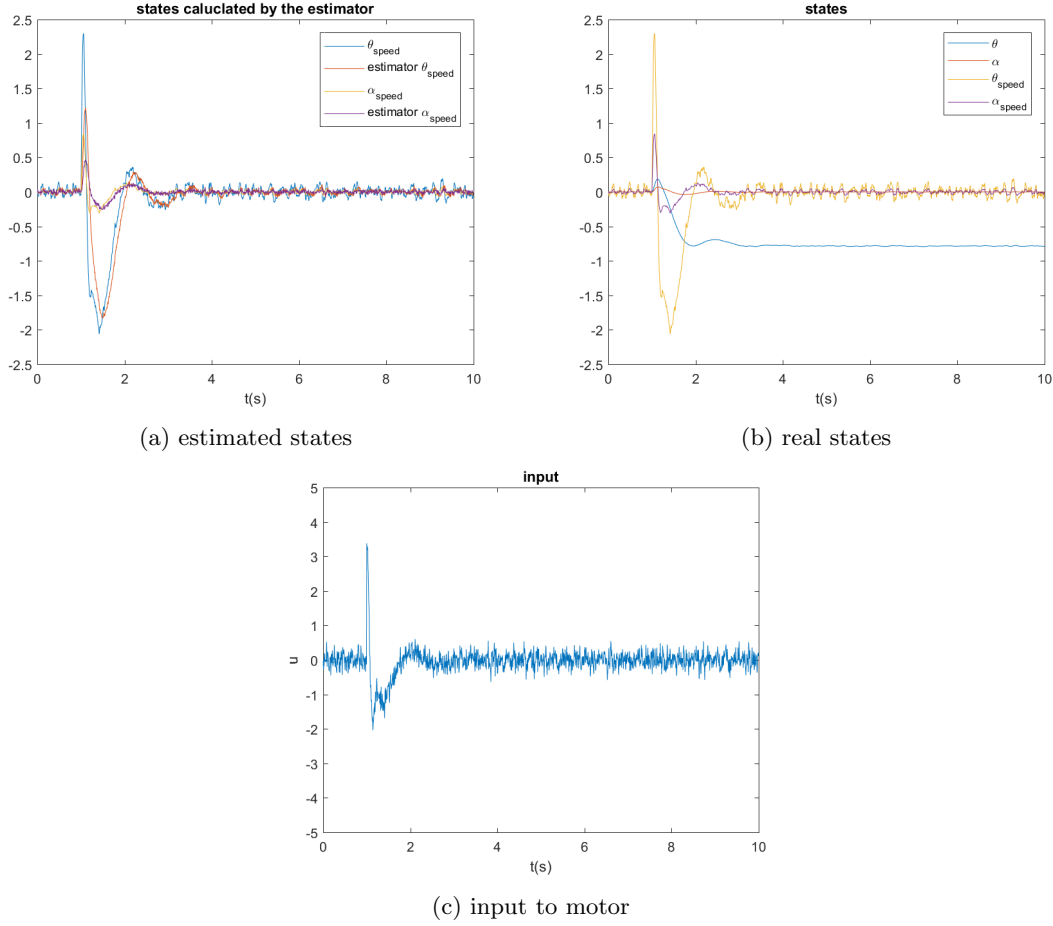 states caluclated by the estimator
2.5
2
1.5
1
0.5
0
-0.5
-1
-1.5
-2
-2.5
0 2 4 6 8 10
t(s)
θspeed
estimator θspeed
αspeed
estimator αspeed
(a) estimated states
states
2.5
2
1.5
1
0.5
0
-0.5
-1
-1.5
-2
-2.5
0 2 4 6 8 10
t(s)
θ
α
θspeed
αspeed
(b) real states
input
5
4
3
2
1
0
-1
-2
-3
-4
-5
u
0 2 4 6 8 10
t(s)
(c) input to motor